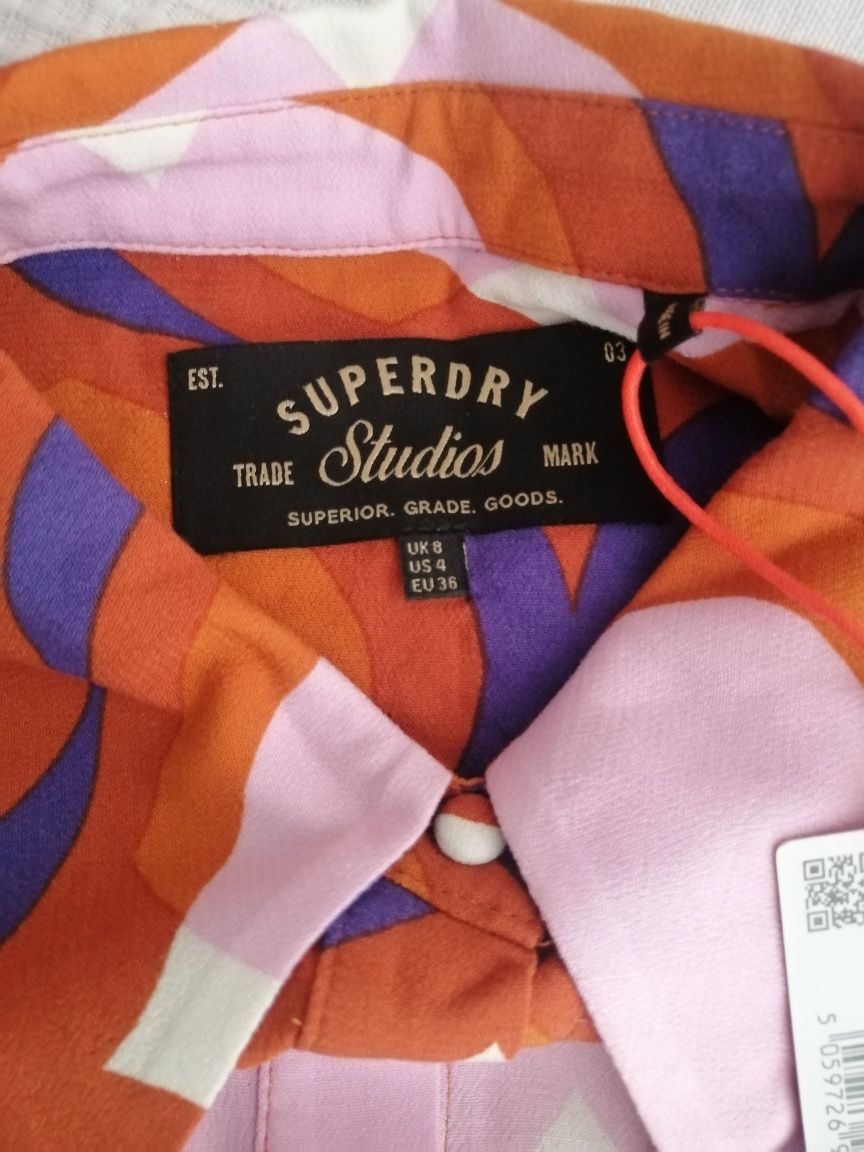 EST.
03
SUPERDRY
Studios
TRADE
MARK
SUPERIOR. GRADE. GOODS.
UK 8
US 4
EU 36
5 059726